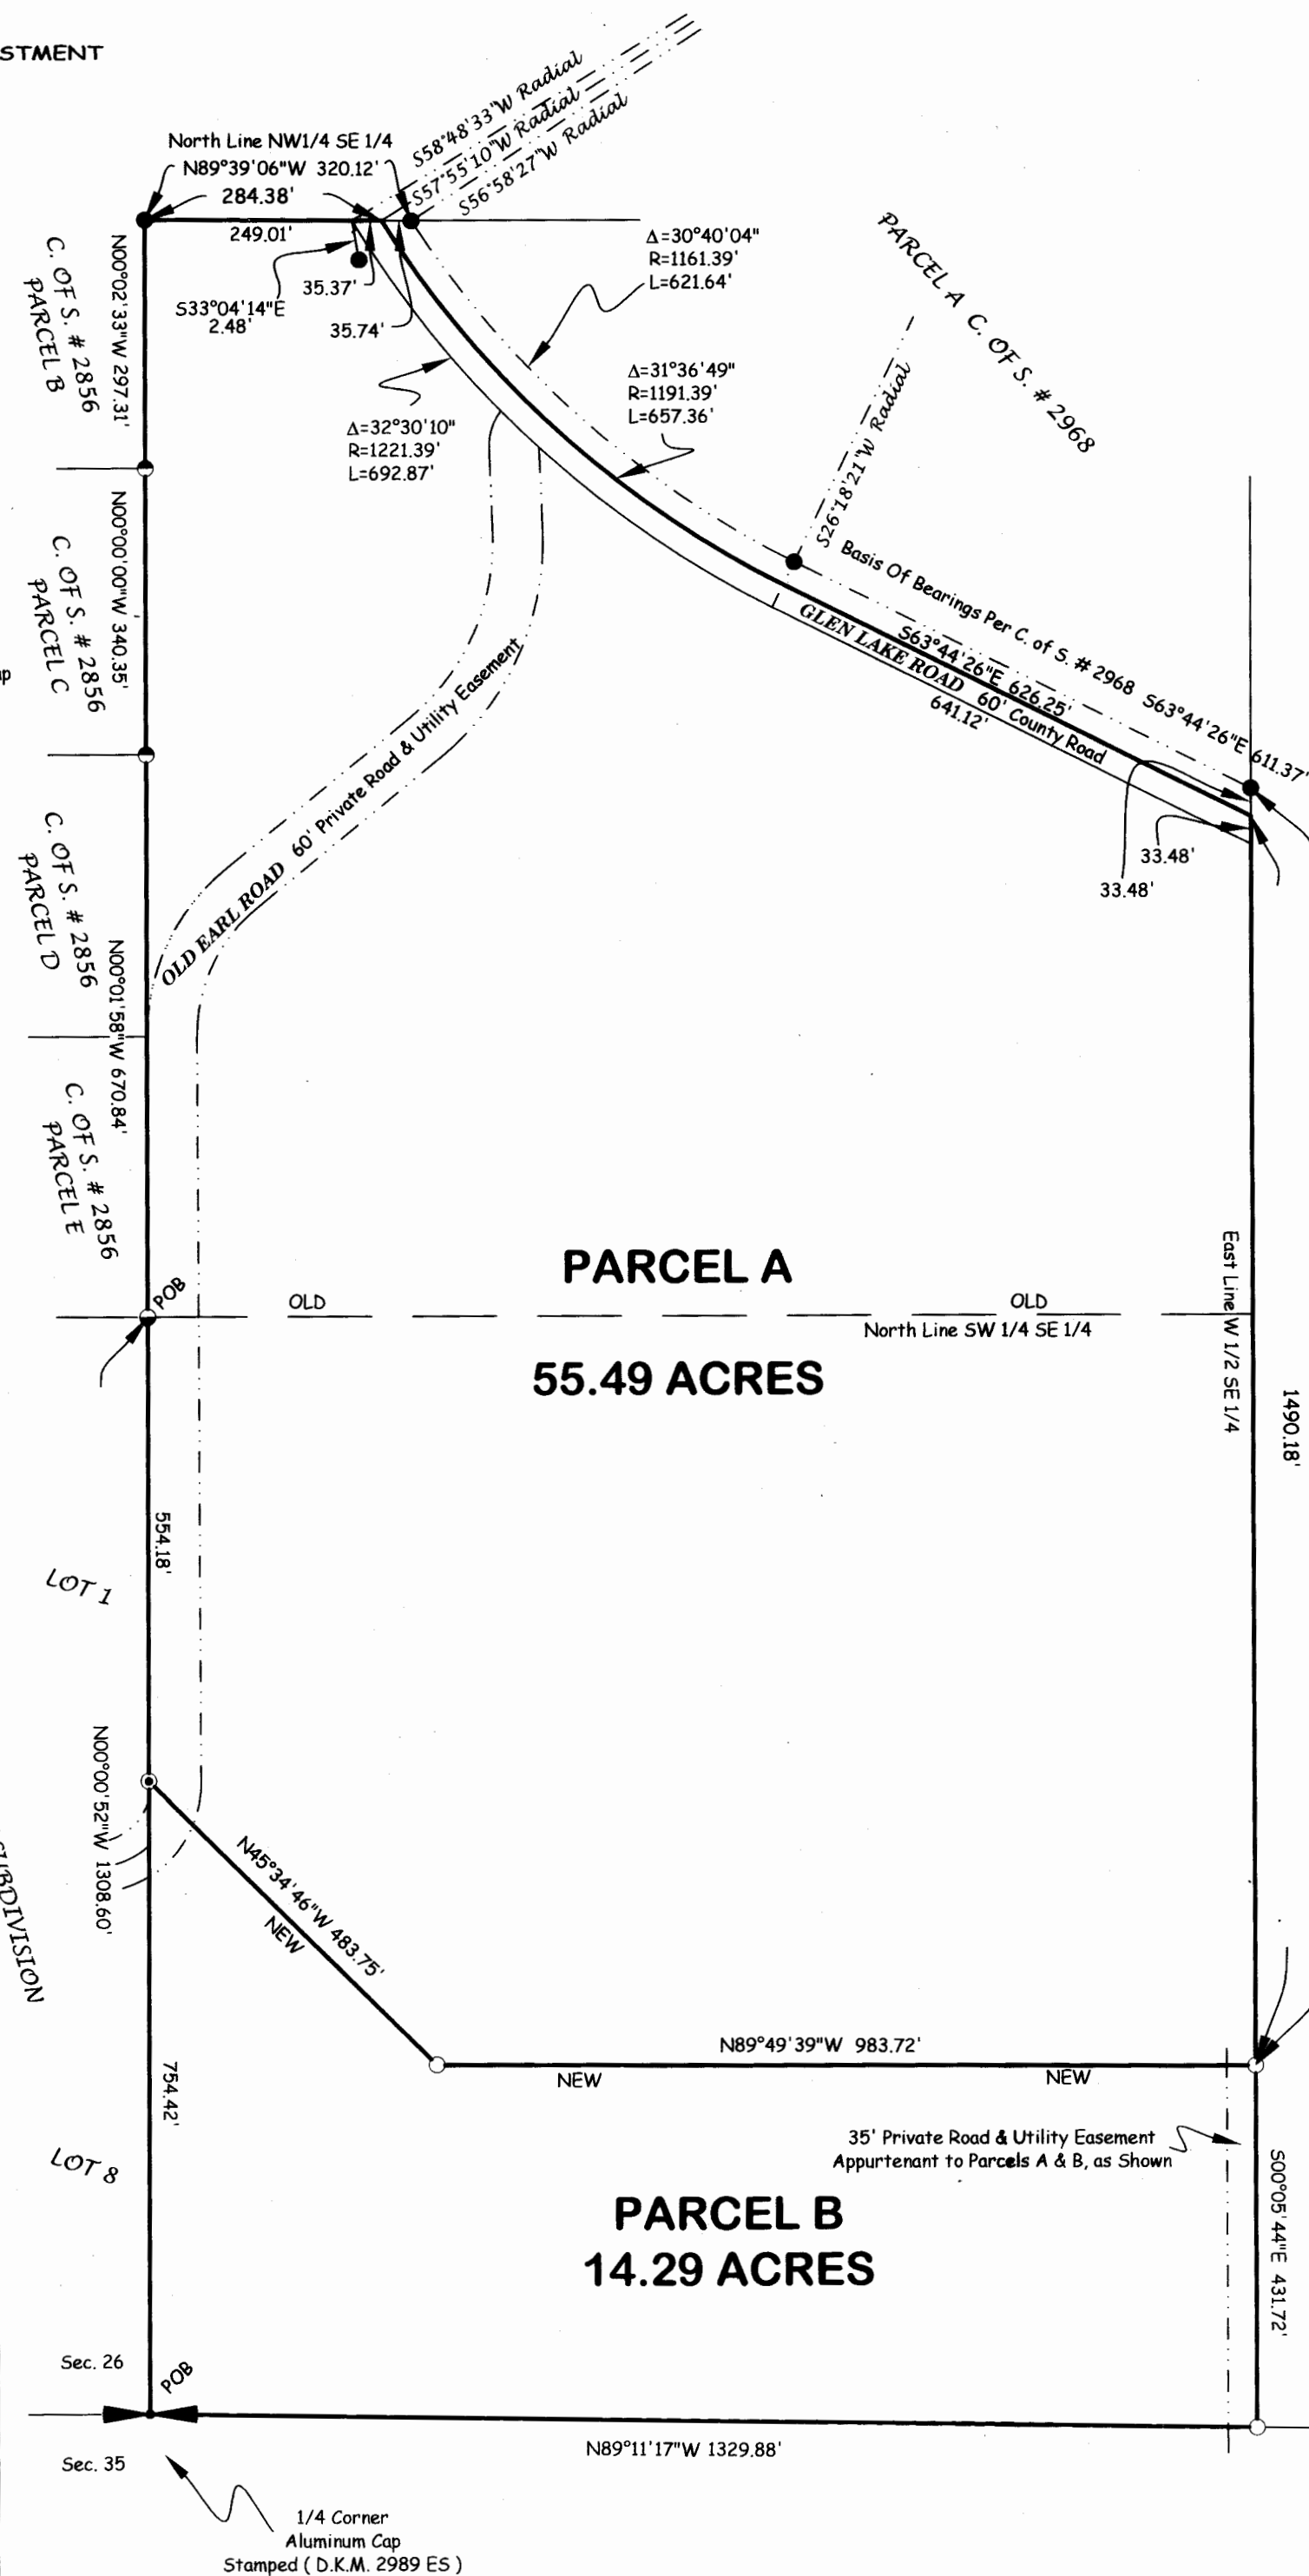 STMENT
S58°48'33"W Radial
S57°55'10"W Radial
S56°58'27"W Radial
North Line NW1/4 SE 1/4
N89°39'06"W 320.12'
284.38'
249.01'
35.37'
S33°04'14"E
2.48'
35.74'
Δ=30°40'04"
R=1161.39'
L=621.64'
Δ=31°36'49"
R=1191.39'
L=657.36'
Δ=32°30'10"
R=1221.39'
L=692.87'
PARCEL A C. OF S. # 2968
S26°18'21"W Radial
Basis Of Bearings Per C. of S. # 2968 S63°44'26"E 611.37'
S63°44'26"E 626.25'
GLEN LAKE ROAD 60' County Road
641.12'
33.48'
33.48'
N00°02'33"W 297.31'
C. OF S. # 2856
PARCEL B
N00°00'00"W 340.35'
C. OF S. # 2856
PARCEL C
C. OF S. # 2856
PARCEL D
N00°01'58"W 670.84'
C. OF S. # 2856
PARCEL E
OLD EARL ROAD 60' Private Road & Utility Easement
PARCEL A
POB
OLD
OLD
North Line SW 1/4 SE 1/4
55.49 ACRES
East Line W 1/2 SE 1/4
1490.18'
554.18'
LOT 1
N00°00'52"W 1308.60'
UBDIVISION
N45°34'46"W 483.75'
NEW
N89°49'39"W 983.72'
NEW
NEW
754.42'
LOT 8
35' Private Road & Utility Easement
Appurtenant to Parcels A & B, as Shown
S00°05'44"E 431.72'
PARCEL B
14.29 ACRES
Sec. 26
POB
Sec. 35
N89°11'17"W 1329.88'
1/4 Corner
Aluminum Cap
Stamped ( D.K.M. 2989 ES )